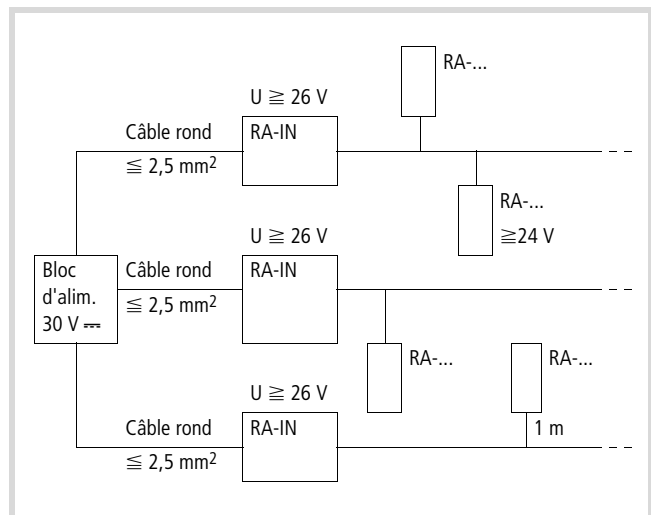 RA-...
U ≧ 26 V
Câble rond
RA-IN
≦ 2,5 mm²
RA-...
≧24 V
U ≧ 26 V
Bloc
d'alim.
30 V ⎓
Câble rond
RA-IN
≦ 2,5 mm²
RA-...
RA-...
U ≧ 26 V
Câble rond
RA-IN
1 m
≦ 2,5 mm²